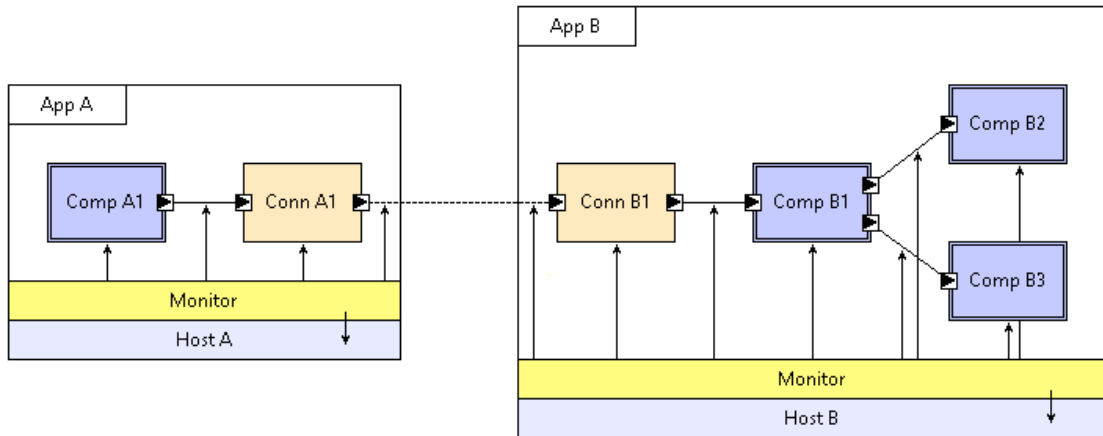 App A
Comp A1
Conn A1
Monitor
Host A
App B
Conn B1
Comp B1
Comp B2
Comp B3
Monitor
Host B